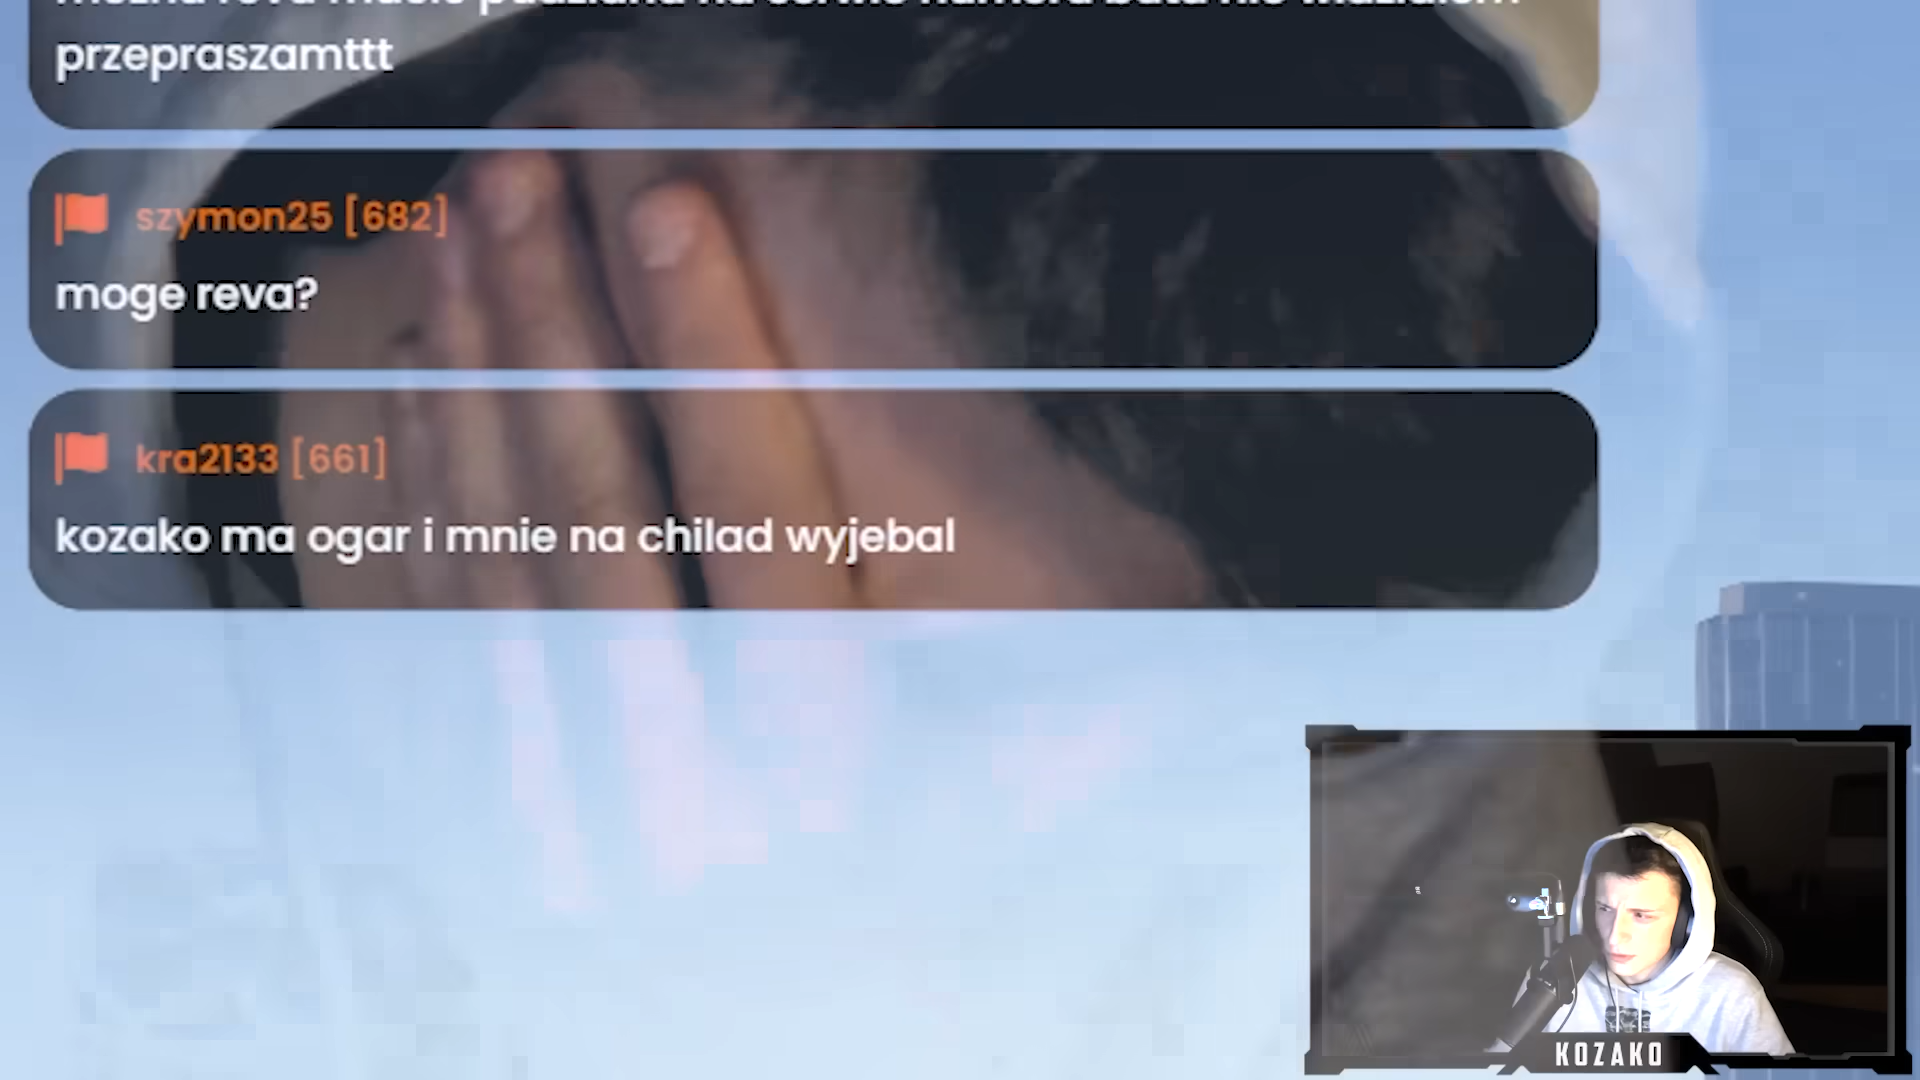 przepraszamttt
szymon25 [682]
moge reva?
kra2133 [661]
kozako ma ogar i mnie na chilad wyjebal
KOZAKO